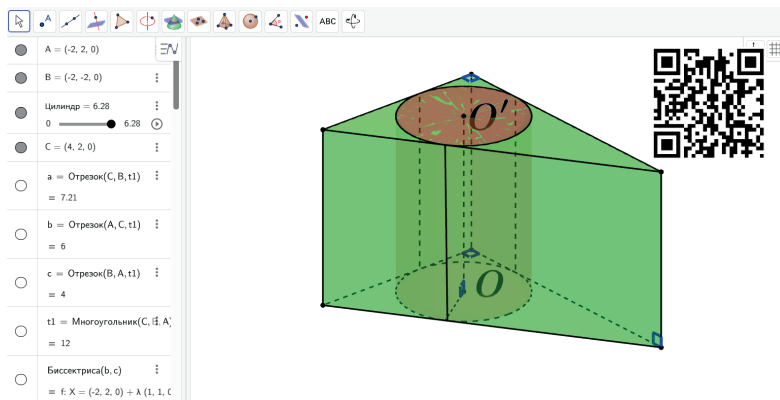 ABC
A = (-2, 2, 0)
B = (-2, -2, 0)
Цилиндр = 6.28
0 6.28
C = (4, 2, 0)
a = Отрезок(C, B, t1)
= 7.21
b = Отрезок(A, C, t1)
= 6
c = Отрезок(B, A, t1)
= 4
t1 = Многоугольник(C, B, A)
= 12
Биссектриса(b, c)
= f: X = (-2, 2, 0) + λ (1, 1, 0
O′
O